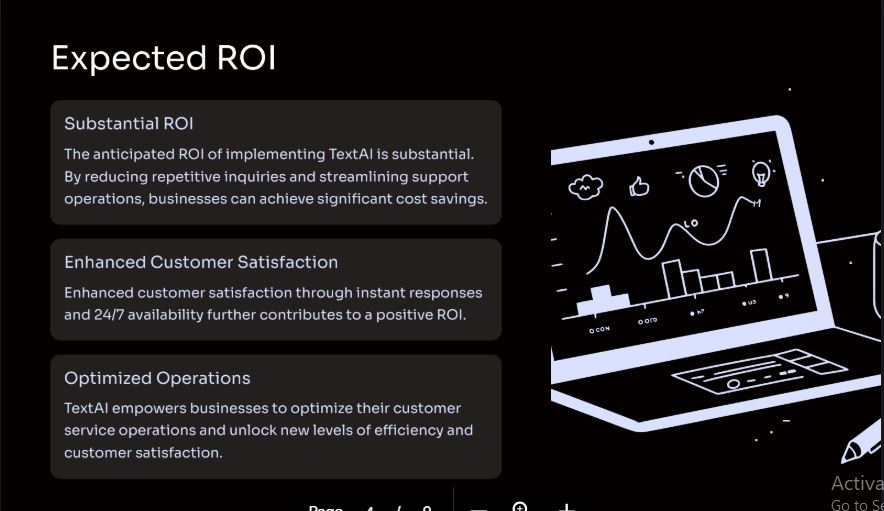 Expected ROI
Substantial ROI
The anticipated ROI of implementing TextAI is substantial.
By reducing repetitive inquiries and streamlining support
operations, businesses can achieve significant cost savings.
Enhanced Customer Satisfaction
Enhanced customer satisfaction through instant responses
and 24/7 availability further contributes to a positive ROI.
Optimized Operations
TextAI empowers businesses to optimize their customer
service operations and unlock new levels of efficiency and
customer satisfaction.
LO
Activa
Go to Se
Page 4 / 9